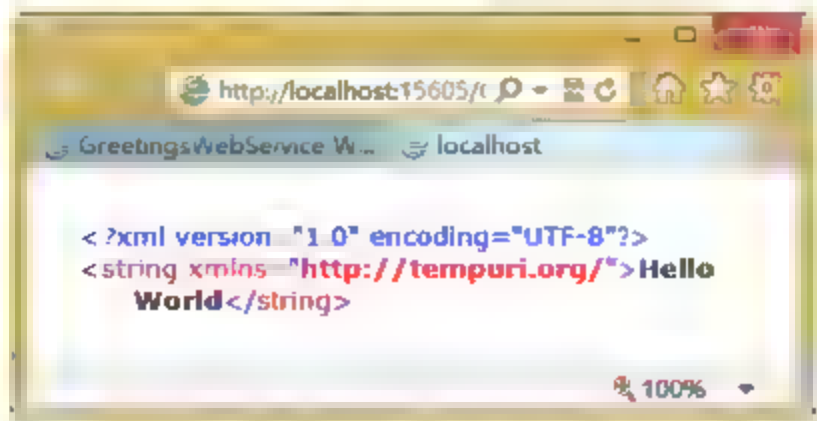 http://localhost:15605/
GreetingsWebService W... localhost
<?xml version="1.0" encoding="UTF-8"?>
<string xmlns="http://tempuri.org/">Hello
World</string>
100%